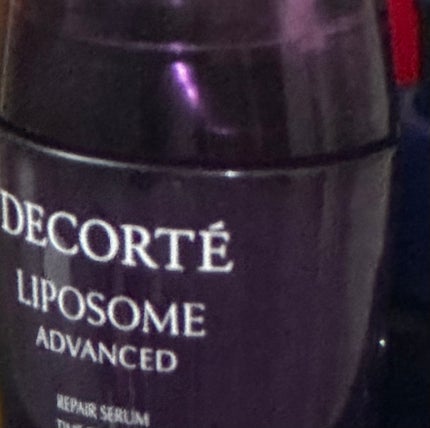 DECORTÉ
LIPOSOME
ADVANCED
REPAIR SERUM